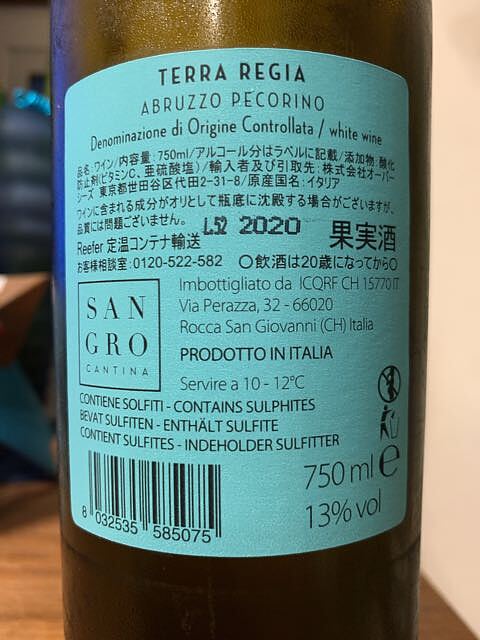 TERRA REGIA
ABRUZZO PECORINO
Denominazione di Origine Controllata / white wine
品名:ワイン/内容量:750ml/アルコール分はラベルに記載/添加物:酸化
防止剤(ビタミンC、亜硫酸塩)/輸入者及び引取先:株式会社オーバー
シーズ 東京都世田谷区代田2-31-8/原産国名:イタリア
ワインに含まれる成分がオリとして瓶底に沈殿する場合がございますが、
品質には問題ございません。
L52 2020
Reefer 定温コンテナ輸送
果実酒
お客様相談室:0120-522-582 〇飲酒は20歳になってから〇
SAN
GRO
CANTINA
Imbottigliato da ICQRF CH 15770 IT
Via Perazza, 32 - 66020
Rocca San Giovanni (CH) Italia
PRODOTTO IN ITALIA
Servire a 10 - 12°C
CONTIENE SOLFITI - CONTAINS SULPHITES
BEVAT SULFITEN - ENTHÄLT SULFITE
CONTIENT SULFITES - INDEHOLDER SULFITTER
750 ml e
13% vol
8 032535 585075